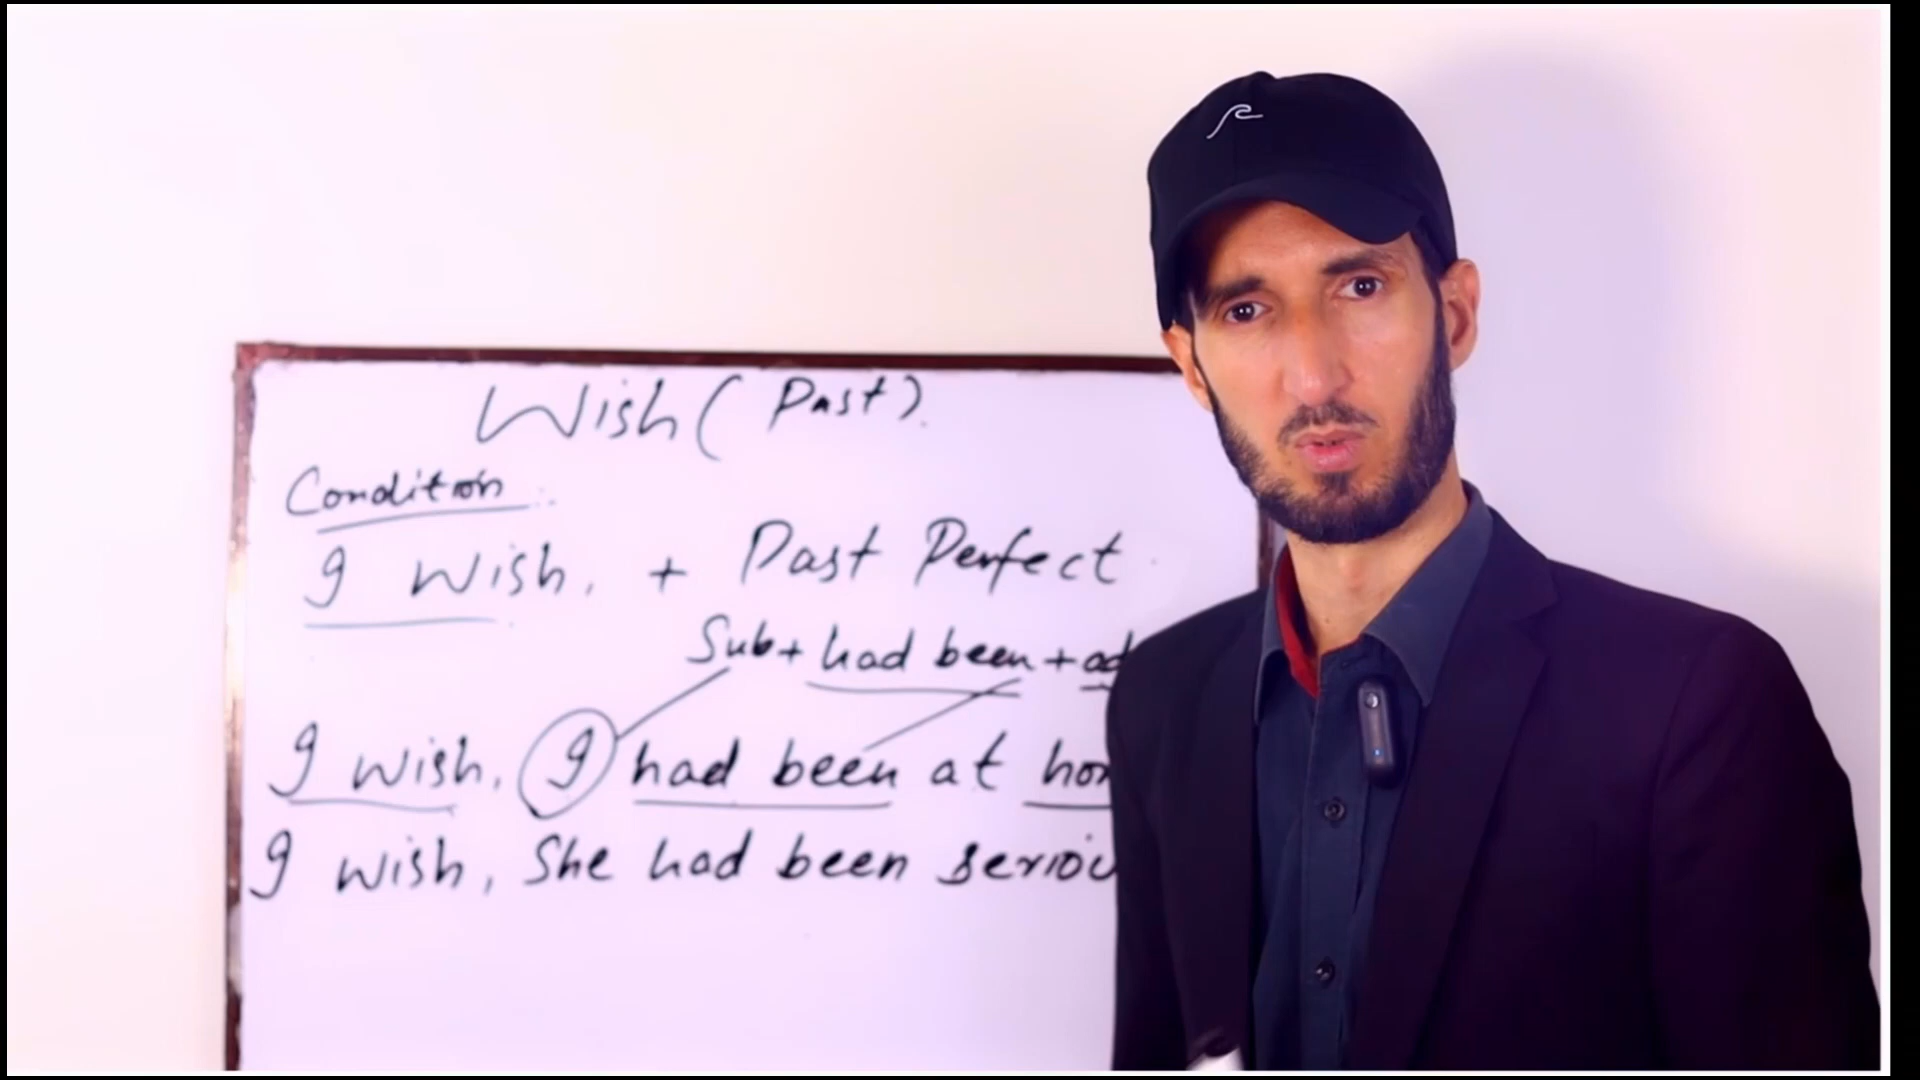 Wish ( Past ).
Condition
I Wish, + Past Perfect
Sub + had been +
I wish, I had been at
I wish, She had been